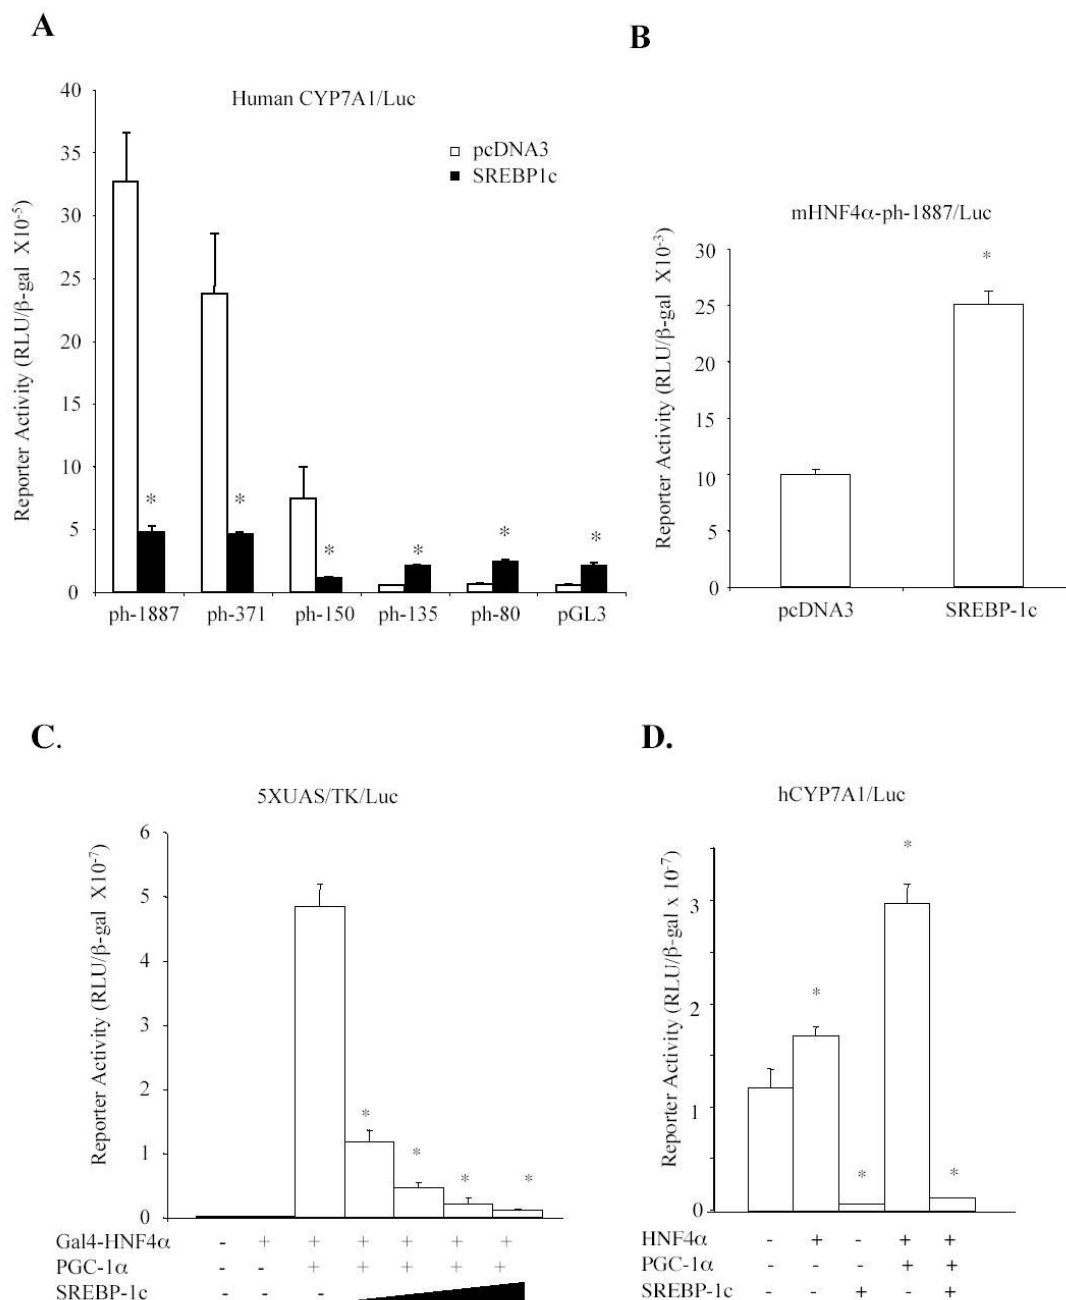 A
Human CYP7A1/Luc
pcDNA3
SREBP1c
Reporter Activity (RLU/β-gal X10⁻⁵)
40
35
30
25
20
15
10
5
0
* * * * * *
ph-1887 ph-371 ph-150 ph-135 ph-80 pGL3
B
mHNF4α-ph-1887/Luc
Reporter Activity (RLU/β-gal X10⁻³)
30
25
20
15
10
5
0
*
pcDNA3 SREBP-1c
C.
5XUAS/TK/Luc
Reporter Activity (RLU/β-gal X10⁻⁷)
6
5
4
3
2
1
0
* * * *
Gal4-HNF4α - + + + + + +
PGC-1α - - + + + + +
SREBP-1c - - -
D.
hCYP7A1/Luc
Reporter Activity (RLU/β-gal x 10⁻⁷)
3
2
1
0
* * * *
HNF4α - + - + +
PGC-1α - - - + +
SREBP-1c - - + - +